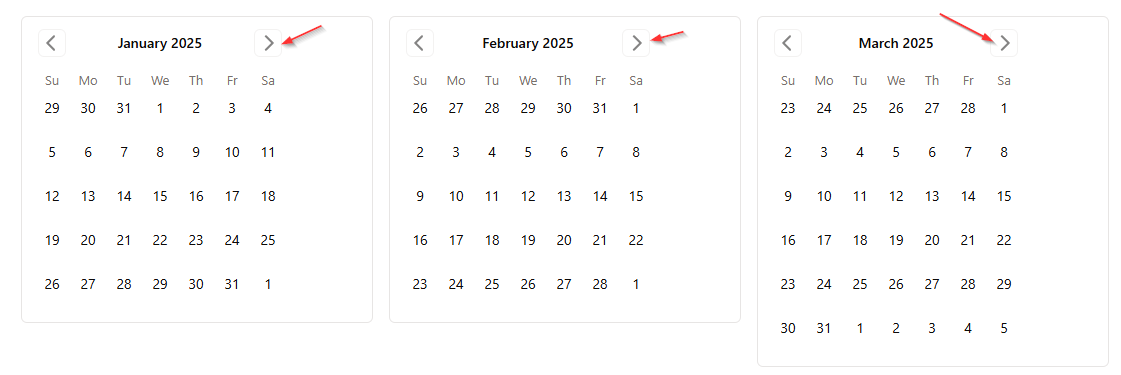 January 2025
Su Mo Tu We Th Fr Sa
29 30 31 1 2 3 4
5 6 7 8 9 10 11
12 13 14 15 16 17 18
19 20 21 22 23 24 25
26 27 28 29 30 31 1
February 2025
Su Mo Tu We Th Fr Sa
26 27 28 29 30 31 1
2 3 4 5 6 7 8
9 10 11 12 13 14 15
16 17 18 19 20 21 22
23 24 25 26 27 28 1
March 2025
Su Mo Tu We Th Fr Sa
23 24 25 26 27 28 1
2 3 4 5 6 7 8
9 10 11 12 13 14 15
16 17 18 19 20 21 22
23 24 25 26 27 28 29
30 31 1 2 3 4 5